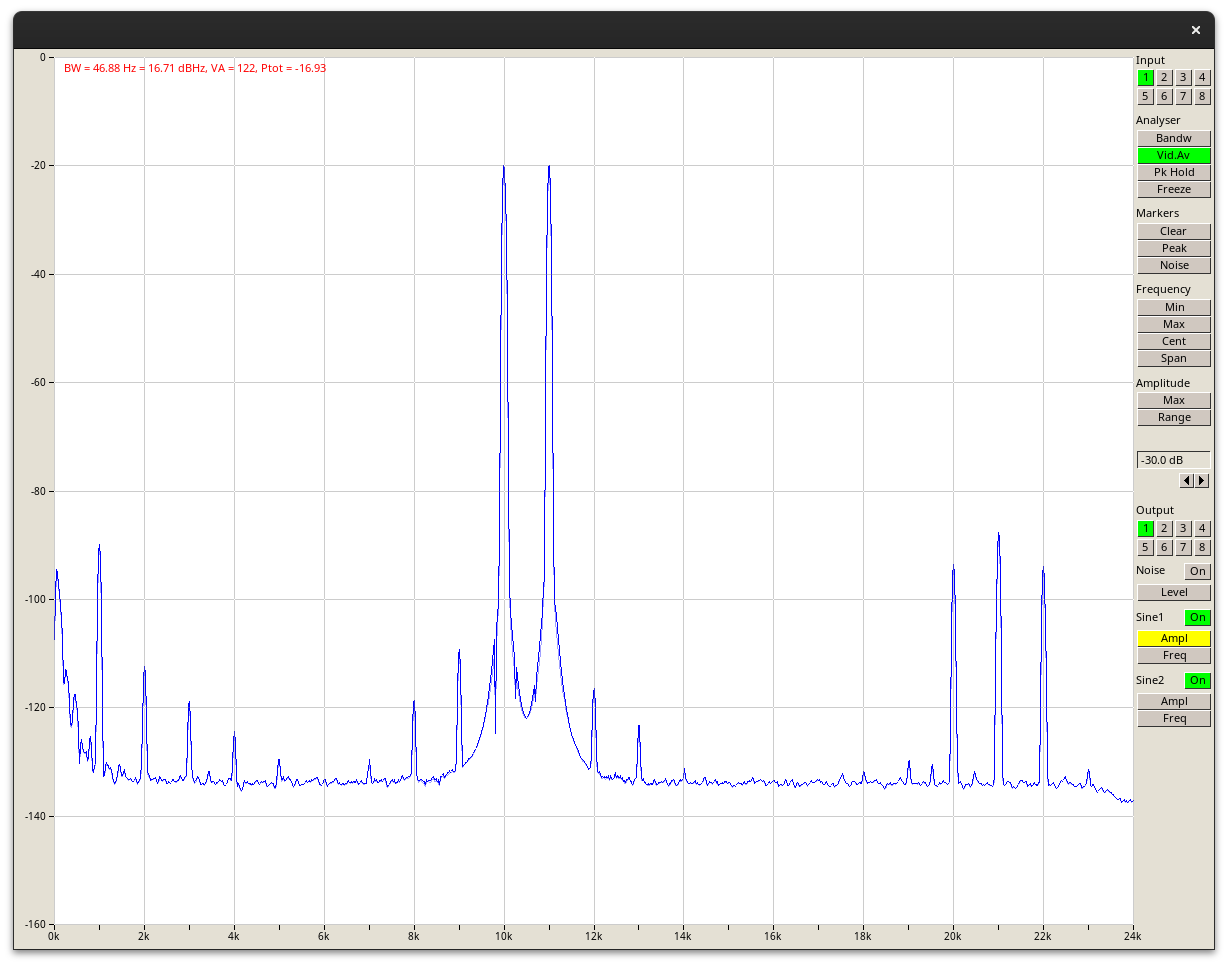 ×
0
-20
-40
-60
-80
-100
-120
-140
-160
BW = 46.88 Hz = 16.71 dBHz, VA = 122, Ptot = -16.93
0k 2k 4k 6k 8k 10k 12k 14k 16k 18k 20k 22k 24k
Input
1 2 3 4
5 6 7 8
Analyser
Bandw
Vid.Av
Pk Hold
Freeze
Markers
Clear
Peak
Noise
Frequency
Min
Max
Cent
Span
Amplitude
Max
Range
-30.0 dB
Output
1 2 3 4
5 6 7 8
Noise On
Level
Sine1 On
Ampl
Freq
Sine2 On
Ampl
Freq